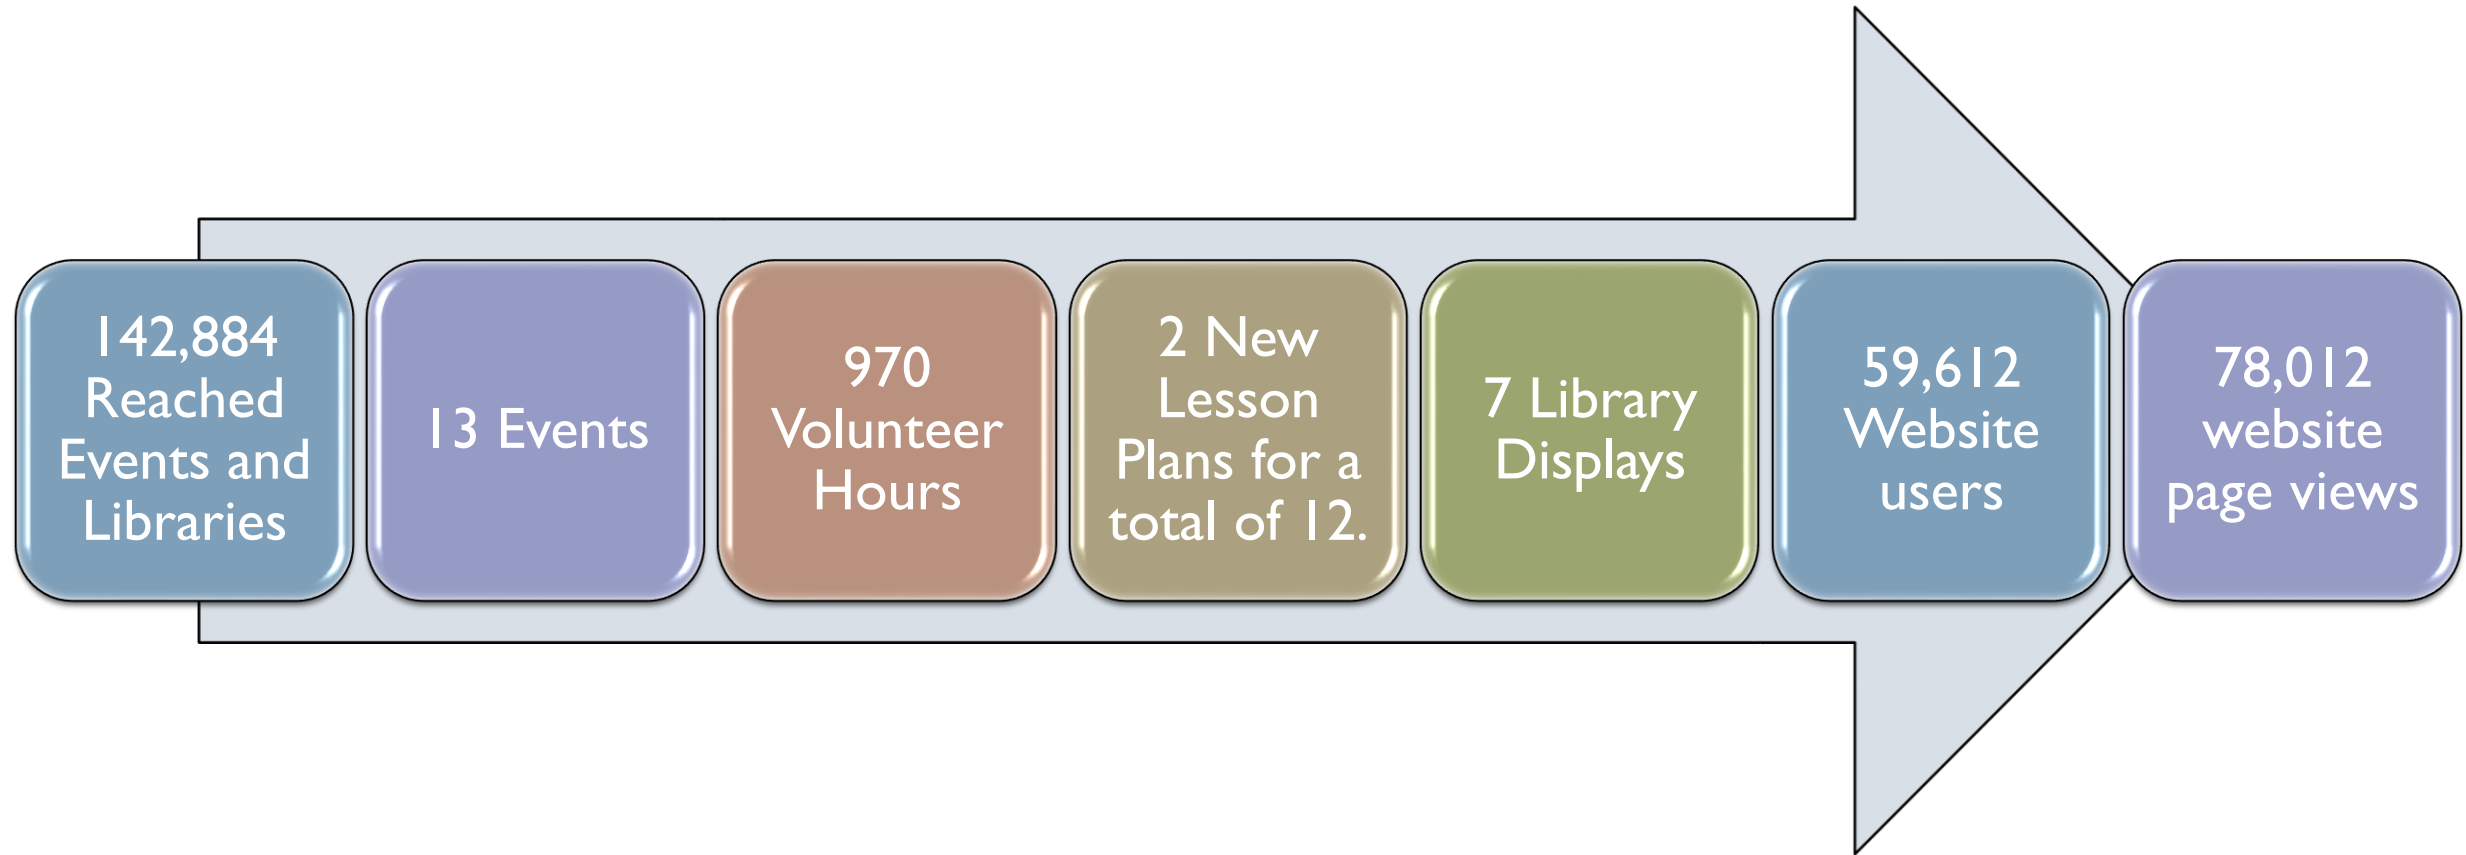 142,884
Reached
Events and
Libraries
13 Events
970
Volunteer
Hours
2 New
Lesson
Plans for a
total of 12.
7 Library
Displays
59,612
Website
users
78,012
website
page views